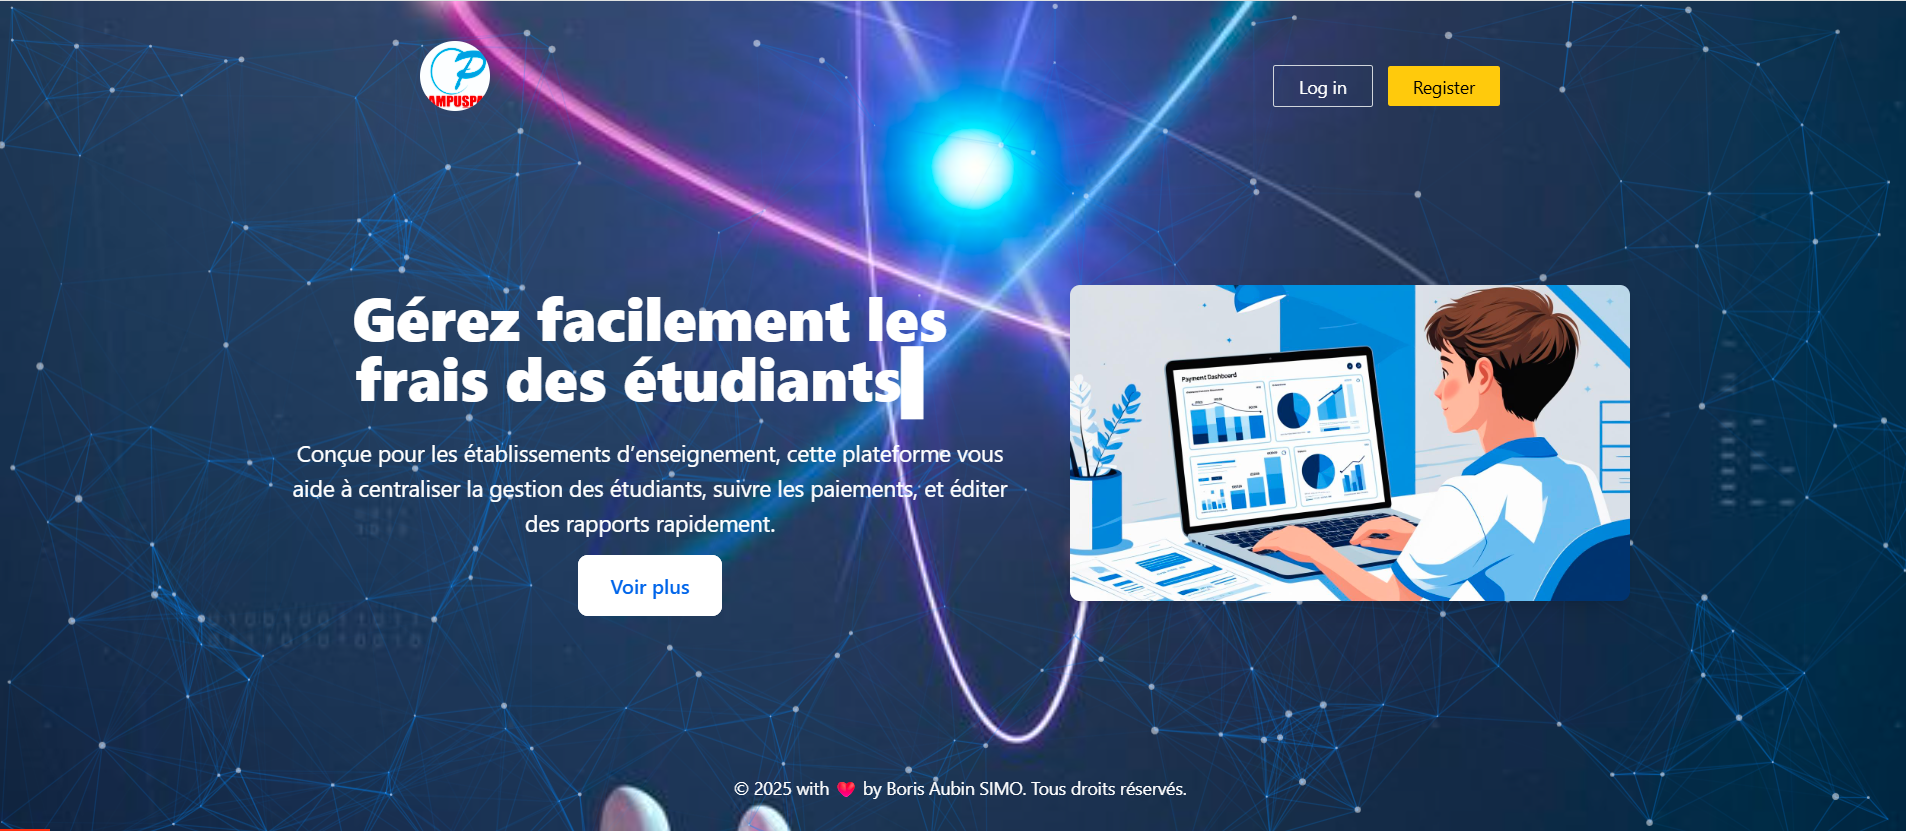 AMPUSPA
Log in
Register
Gérez facilement les
frais des étudiants
Payment Dashboard
Conçue pour les établissements d’enseignement, cette plateforme vous
aide à centraliser la gestion des étudiants, suivre les paiements, et éditer
des rapports rapidement.
Voir plus
© 2025 with ❤️ by Boris Aubin SIMO. Tous droits réservés.